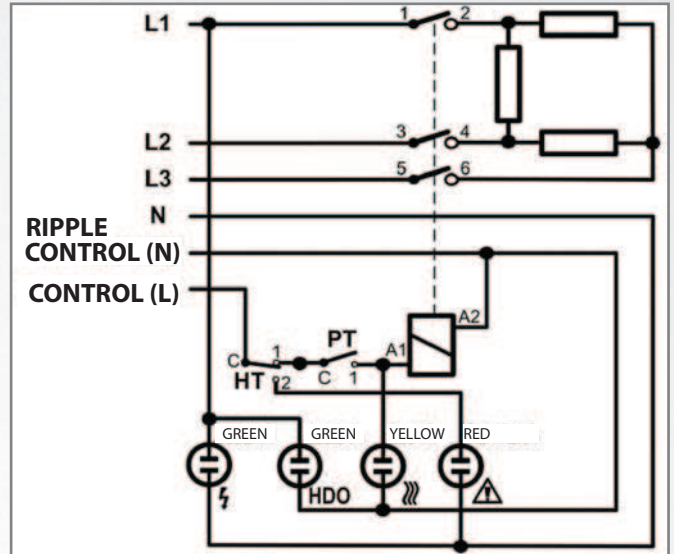 L1
1 2
L2
3 4
L3
5 6
N
RIPPLE
CONTROL (N)
CONTROL (L)
A2
PT
A1
C 1
HT 2
C 1
GREEN GREEN YELLOW RED
HDO